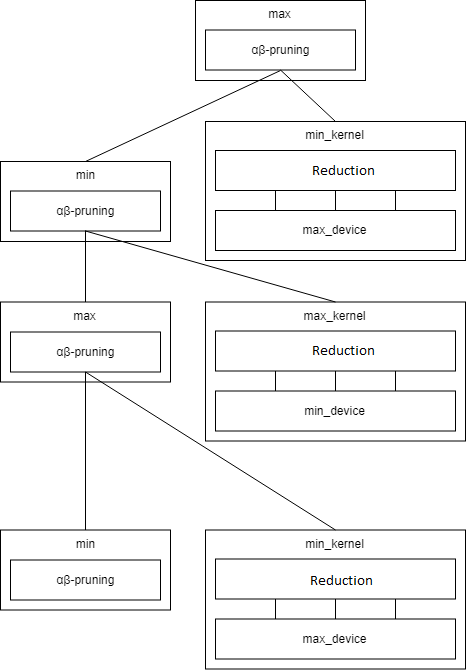 max
αβ-pruning
min_kernel
Reduction
max_device
min
αβ-pruning
max
αβ-pruning
max_kernel
Reduction
min_device
min
αβ-pruning
min_kernel
Reduction
max_device